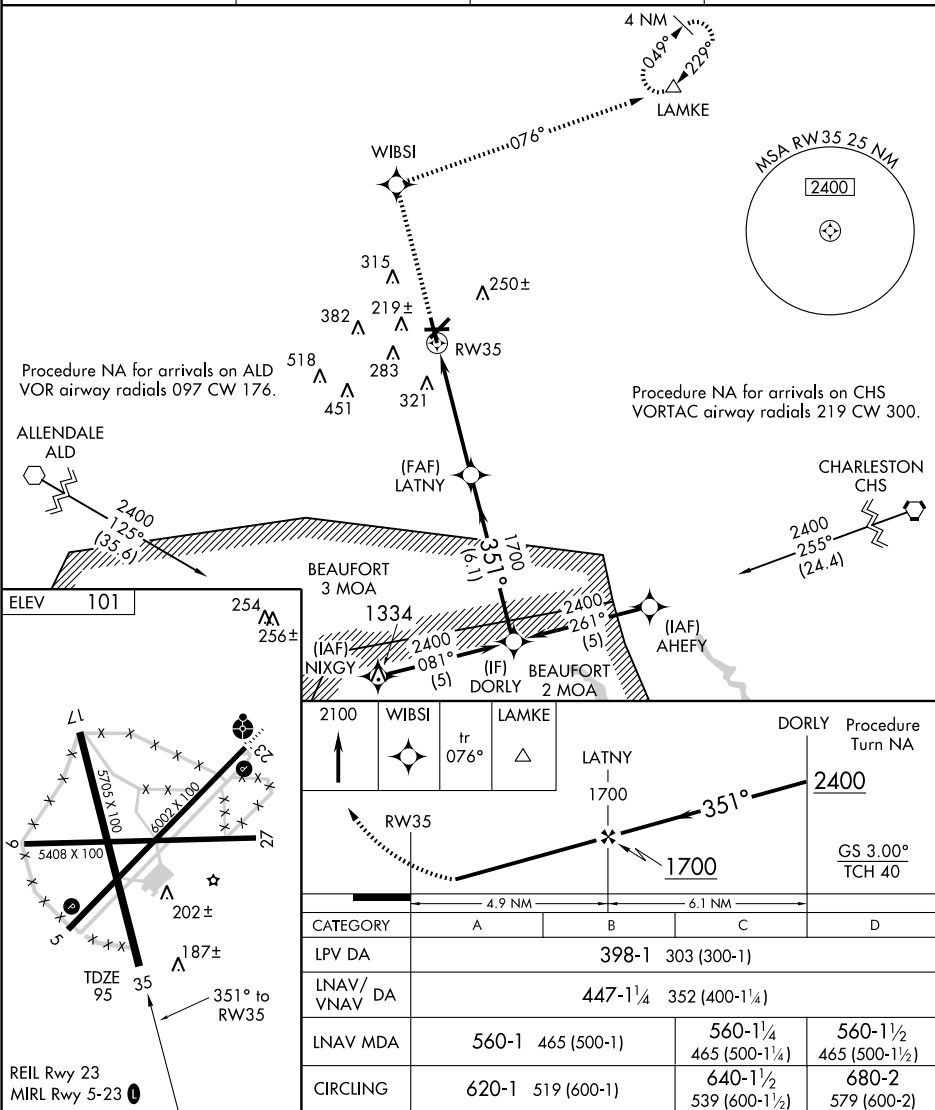 4 NM
049°
229°
LAMKE
076°
WIBSI
MSA RW35 25 NM
2400
315
250±
382
219±
RW35
518
283
451
321
Procedure NA for arrivals on ALD
VOR airway radials 097 CW 176.
Procedure NA for arrivals on CHS
VORTAC airway radials 219 CW 300.
ALLENDALE
ALD
2400
125°
(35.6)
(FAF)
LATNY
CHARLESTON
CHS
2400
255°
(24.4)
1700
351°
(6.1)
BEAUFORT
3 MOA
1334
(IAF)
NIXGY
2400
081°
(5)
2400
261°
(5)
(IAF)
AHEFY
(IF)
DORLY
BEAUFORT
2 MOA
ELEV 101
254
256±
17
23
5705 X 100
6002 X 100
9
5408 X 100
27
P
P
5
202±
187±
TDZE
95
35
351° to
RW35
REIL Rwy 23
MIRL Rwy 5-23 L
2100
WIBSI
tr
076°
LAMKE
DORLY
Procedure
Turn NA
LATNY
1700
2400
351°
RW35
1700
GS 3.00°
TCH 40
4.9 NM
6.1 NM
CATEGORY A B C D
LPV DA 398-1 303 (300-1)
LNAV/
VNAV DA 447-1¼ 352 (400-1¼)
LNAV MDA 560-1 465 (500-1) 560-1¼ 560-1½
465 (500-1¼) 465 (500-1½)
CIRCLING 620-1 519 (600-1) 640-1½ 680-2
539 (600-1½) 579 (600-2)